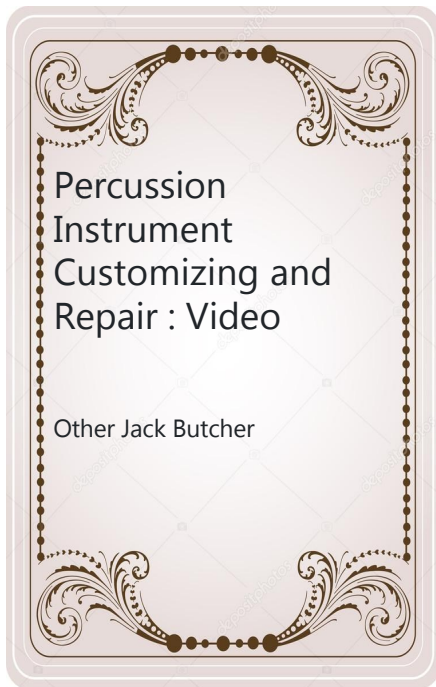 Percussion
Instrument
Customizing and
Repair : Video
Other Jack Butcher